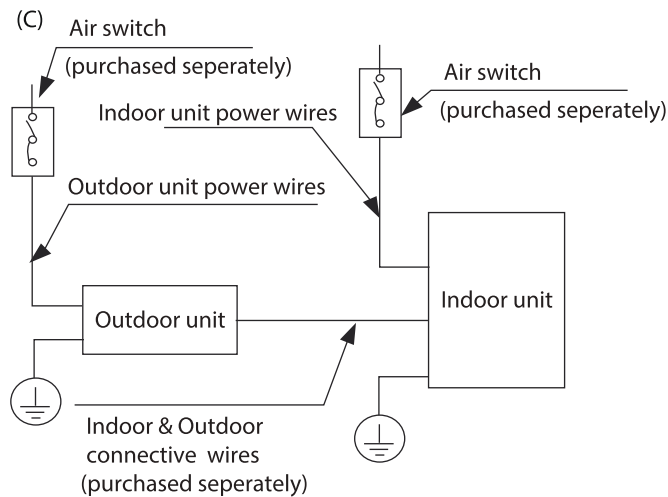 (C)
Air switch
(purchased seperately)
Air switch
(purchased seperately)
Indoor unit power wires
Outdoor unit power wires
Outdoor unit
Indoor unit
Indoor & Outdoor
connective wires
(purchased seperately)